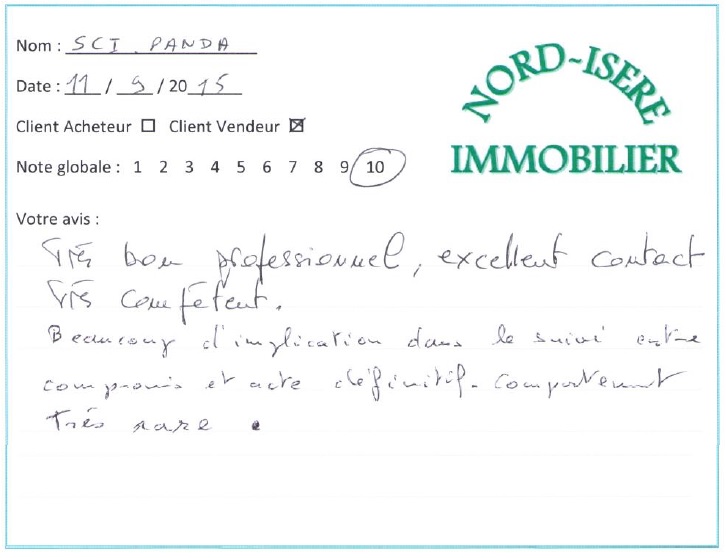 Nom : SCI PANDA
Date : 11 / 9 / 2015
Client Acheteur ☐ Client Vendeur ☒
Note globale : 1 2 3 4 5 6 7 8 9 10
NORD-ISERE
IMMOBILIER
Votre avis :
Très bon professionnel, excellent contact
Très compétent.
Beaucoup d'implication dans le suivi entre
compromis et acte définitif. Comportement
très rare .